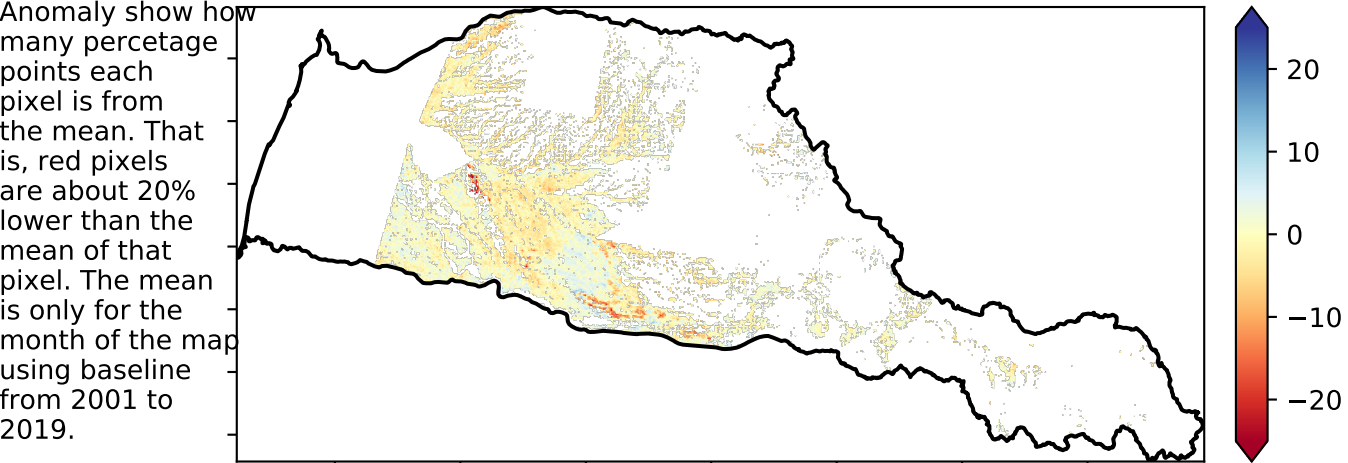 Anomaly show how
many percetage
points each
pixel is from
the mean. That
is, red pixels
are about 20%
lower than the
mean of that
pixel. The mean
is only for the
month of the map
using baseline
from 2001 to
2019.
20
10
0
−10
−20